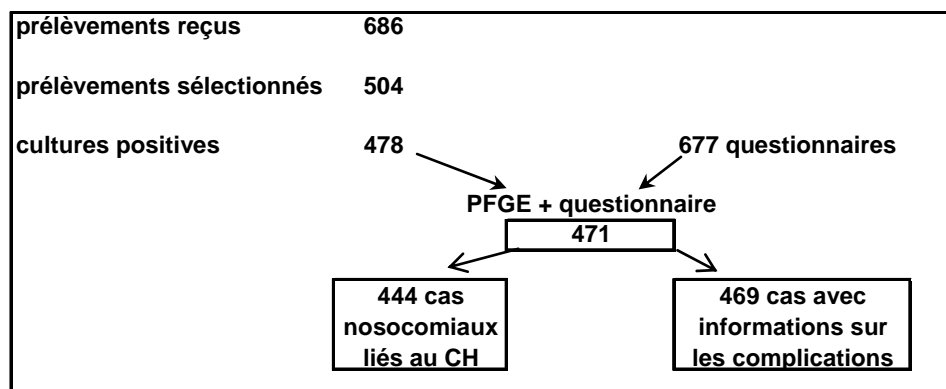 prélèvements reçus 686
prélèvements sélectionnés 504
cultures positives 478 677 questionnaires
PFGE + questionnaire
471
444 cas
nosocomiaux
liés au CH
469 cas avec
informations sur
les complications